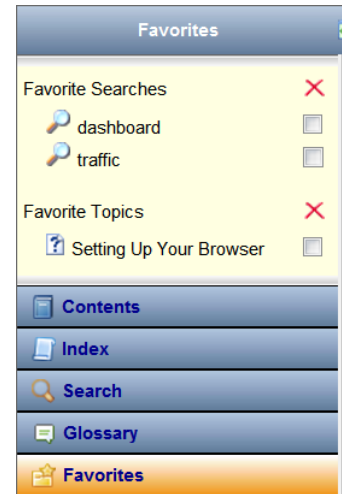 Favorites
Favorite Searches
dashboard
traffic
Favorite Topics
Setting Up Your Browser
Contents
Index
Search
Glossary
Favorites